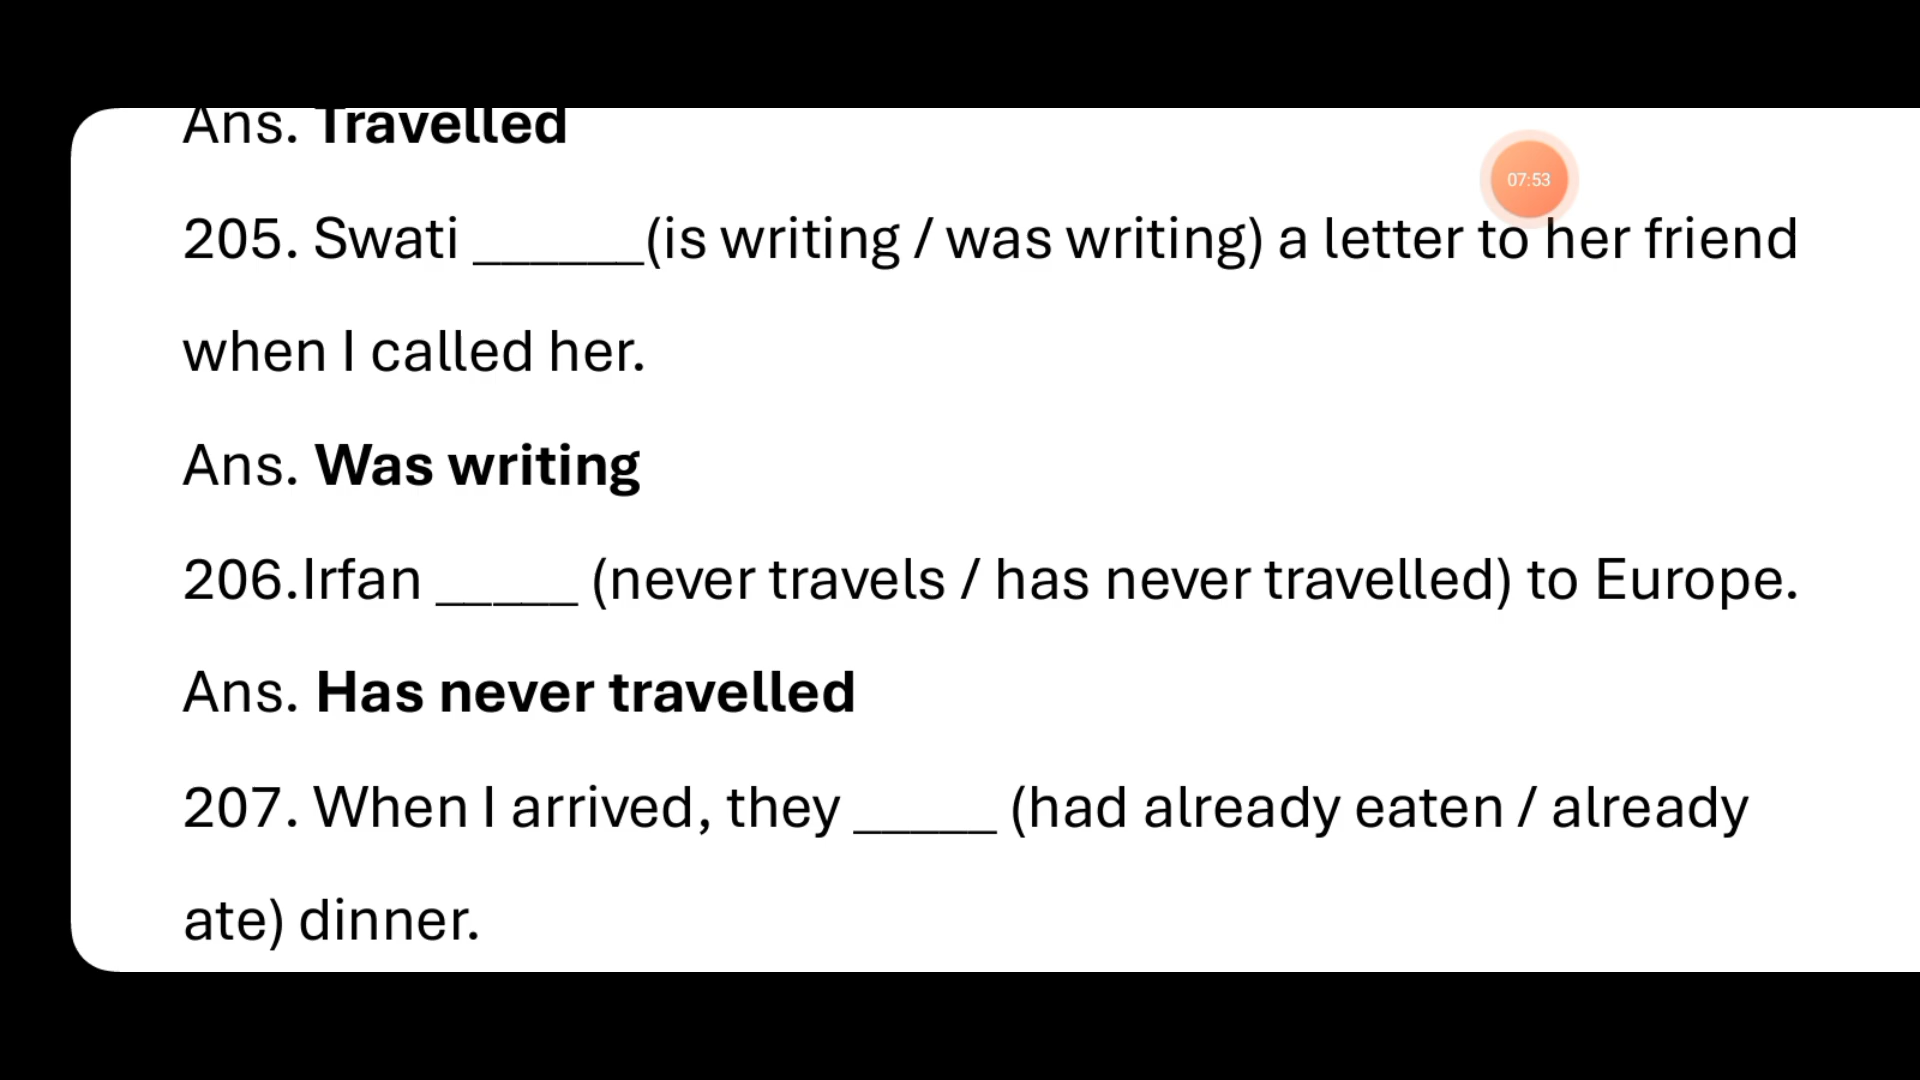 Ans. Travelled
07:53
205. Swati ______(is writing / was writing) a letter to her friend
when I called her.
Ans. Was writing
206.Irfan _____ (never travels / has never travelled) to Europe.
Ans. Has never travelled
207. When I arrived, they _____ (had already eaten / already
ate) dinner.